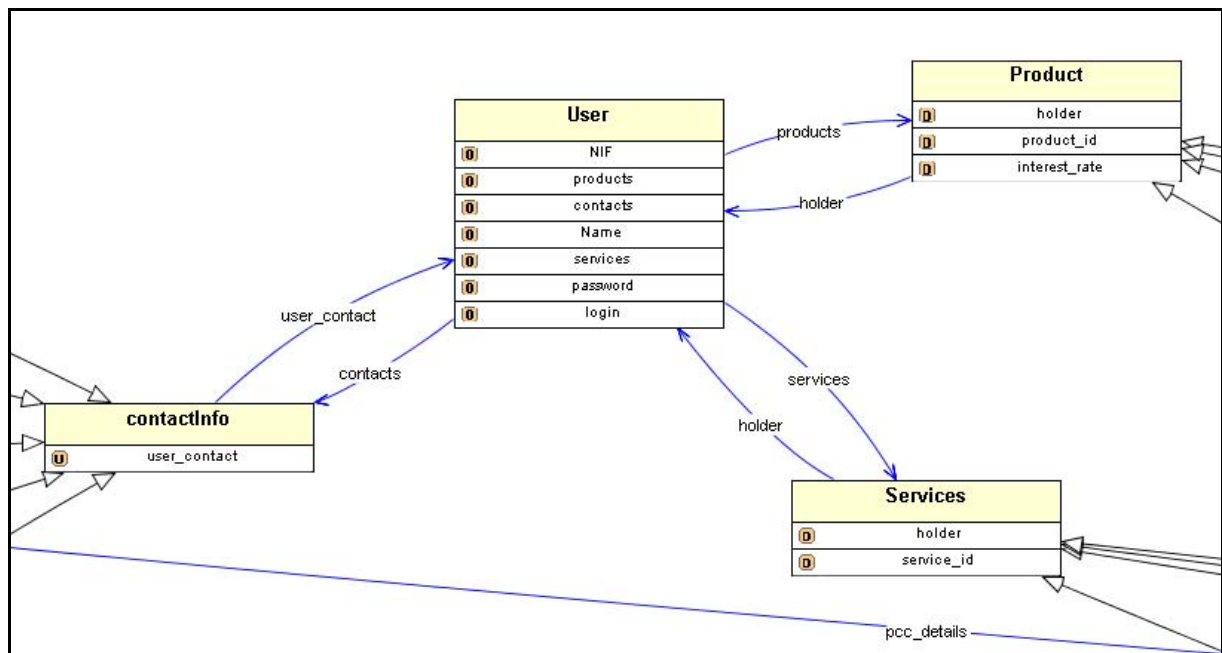 User
O NIF
O products
O contacts
O Name
O services
O password
O login
Product
D holder
D product_id
D interest_rate
products
holder
user_contact
contacts
contactInfo
U user_contact
services
holder
Services
D holder
D service_id
pcc_details